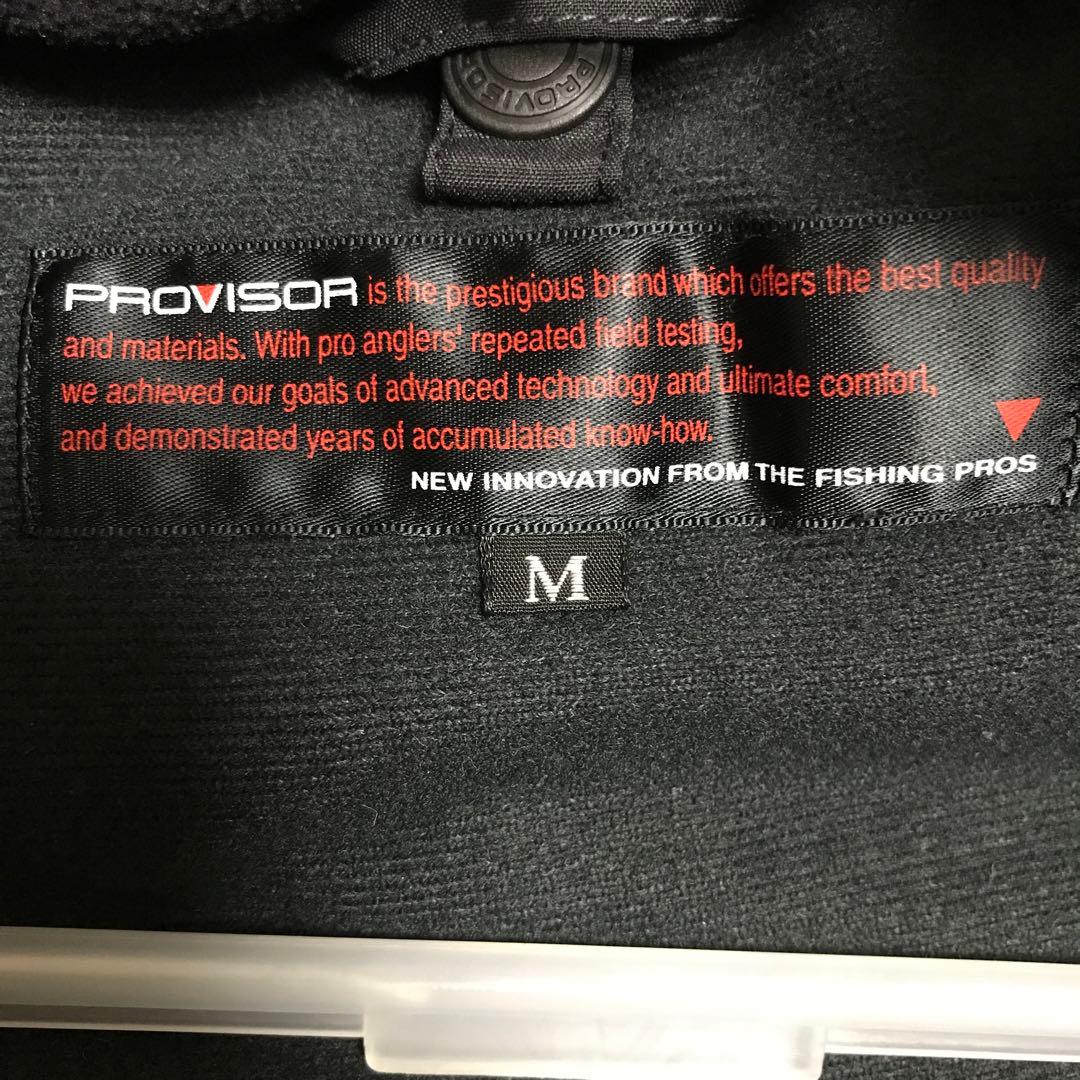 PROVISOR
PROVISOR is the prestigious brand which offers the best quality
and materials. With pro anglers' repeated field testing,
we achieved our goals of advanced technology and ultimate comfort,
and demonstrated years of accumulated know-how.
NEW INNOVATION FROM THE FISHING PROS
M